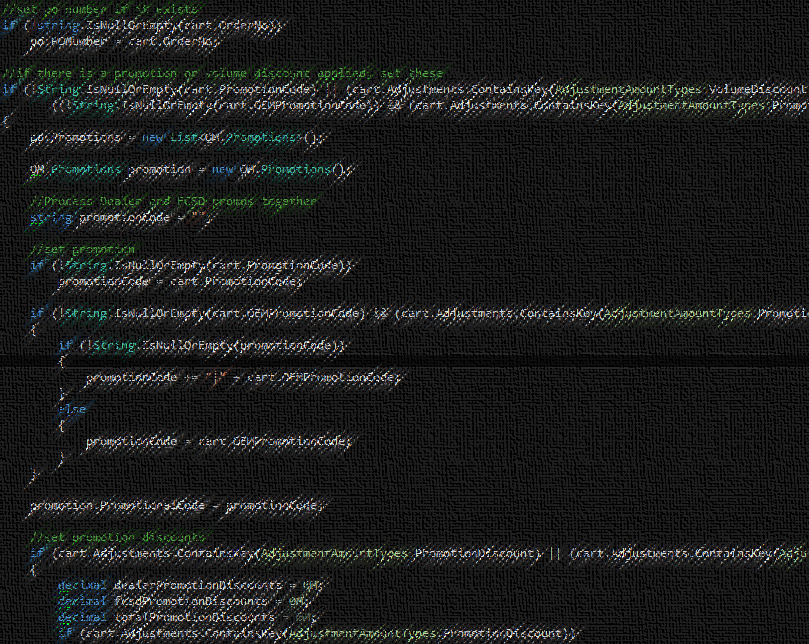 //set po number if it exists
if (!string.IsNullOrEmpty(cart.OrderNo))
po.PONumber = cart.OrderNo;
//if there is a promotion or volume discount applied, set these
if (!String.IsNullOrEmpty(cart.PromotionCode) || (cart.Adjustments.ContainsKey(AdjustmentAmountTypes.VolumeDiscount
((!String.IsNullOrEmpty(cart.OEMPromotionCode)) && (cart.Adjustments.ContainsKey(AdjustmentAmountTypes.Promo
{
po.Promotions = new List<OM.Promotions>();
OM.Promotions promotion = new OM.Promotions();
//Process Dealer and FCSD promos together
string promotionCode = "";
//set promotion
if (!String.IsNullOrEmpty(cart.PromotionCode))
promotionCode = cart.PromotionCode;
if (!String.IsNullOrEmpty(cart.OEMPromotionCode) && (cart.Adjustments.ContainsKey(AdjustmentAmountTypes.Promoti
{
if (!String.IsNullOrEmpty(promotionCode))
{
promotionCode += "|" + cart.OEMPromotionCode;
}
else
{
promotionCode = cart.OEMPromotionCode;
}
}
promotion.PromotionalCode = promotionCode;
//set promotion discounts
if (cart.Adjustments.ContainsKey(AdjustmentAmountTypes.PromotionDiscount) || (cart.Adjustments.ContainsKey(Adju
{
decimal dealerPromotionDiscounts = 0M;
decimal fcsdPromotionDiscounts = 0M;
decimal totalPromotionDiscounts = 0M;
if (cart.Adjustments.ContainsKey(AdjustmentAmountTypes.PromotionDiscount))